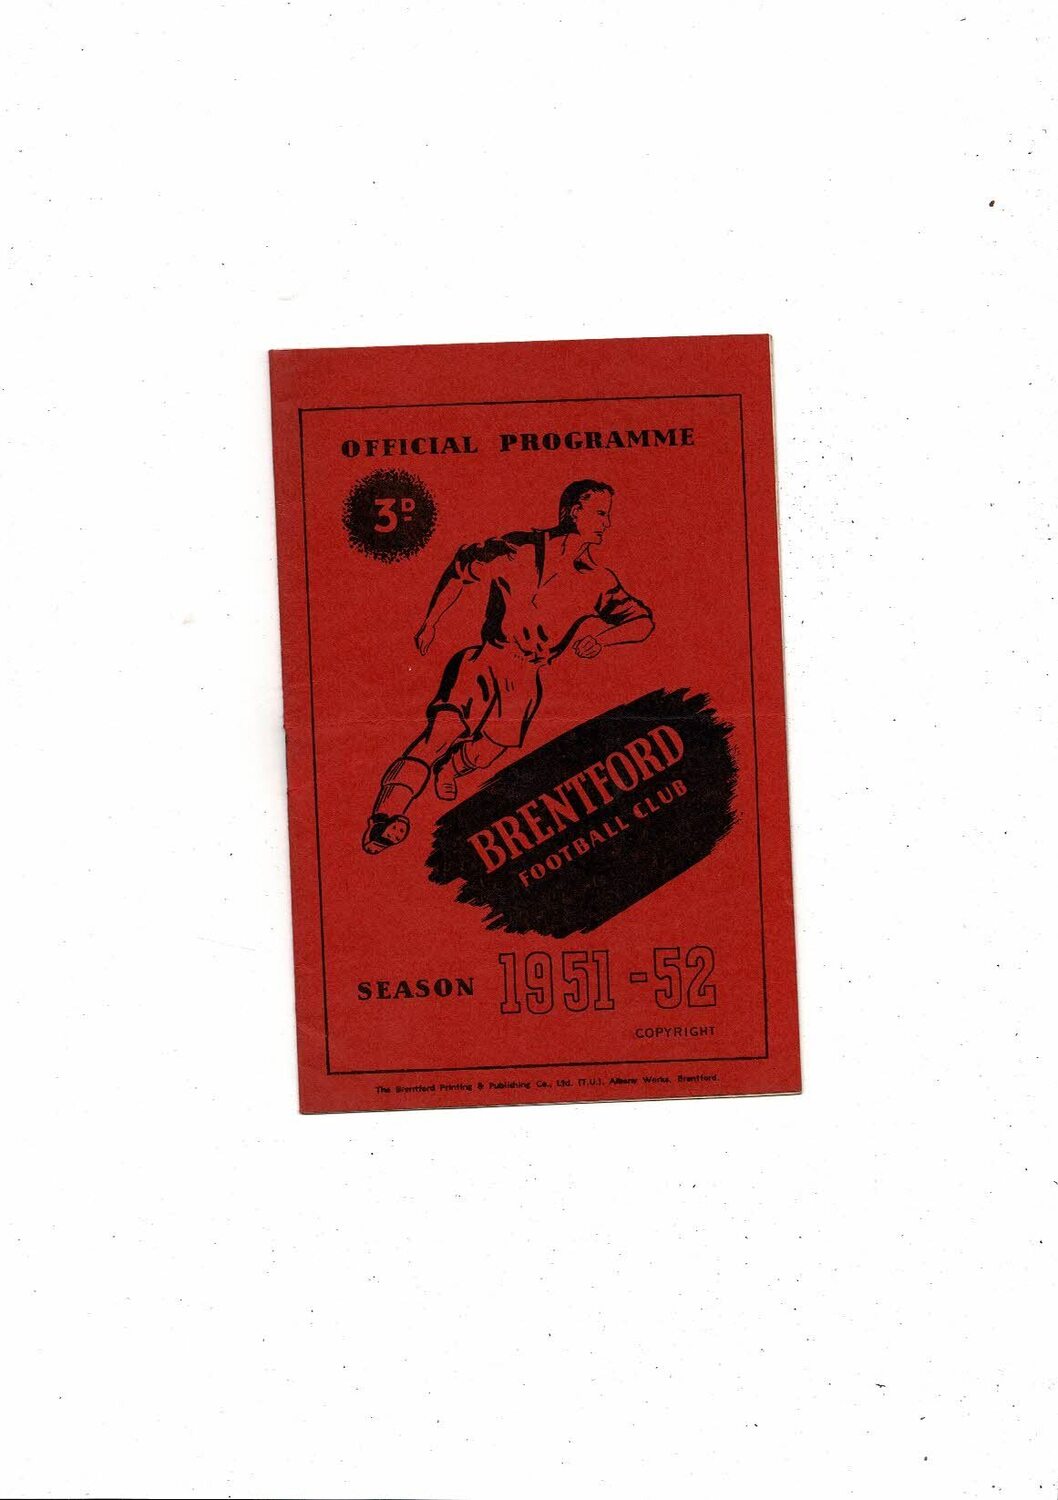 OFFICIAL PROGRAMME
3D-
BRENTFORD
FOOTBALL CLUB
SEASON 1951-52
COPYRIGHT
The Brentford Printing & Publishing Co., Ltd. (T.U.), Albany Works, Brentford.